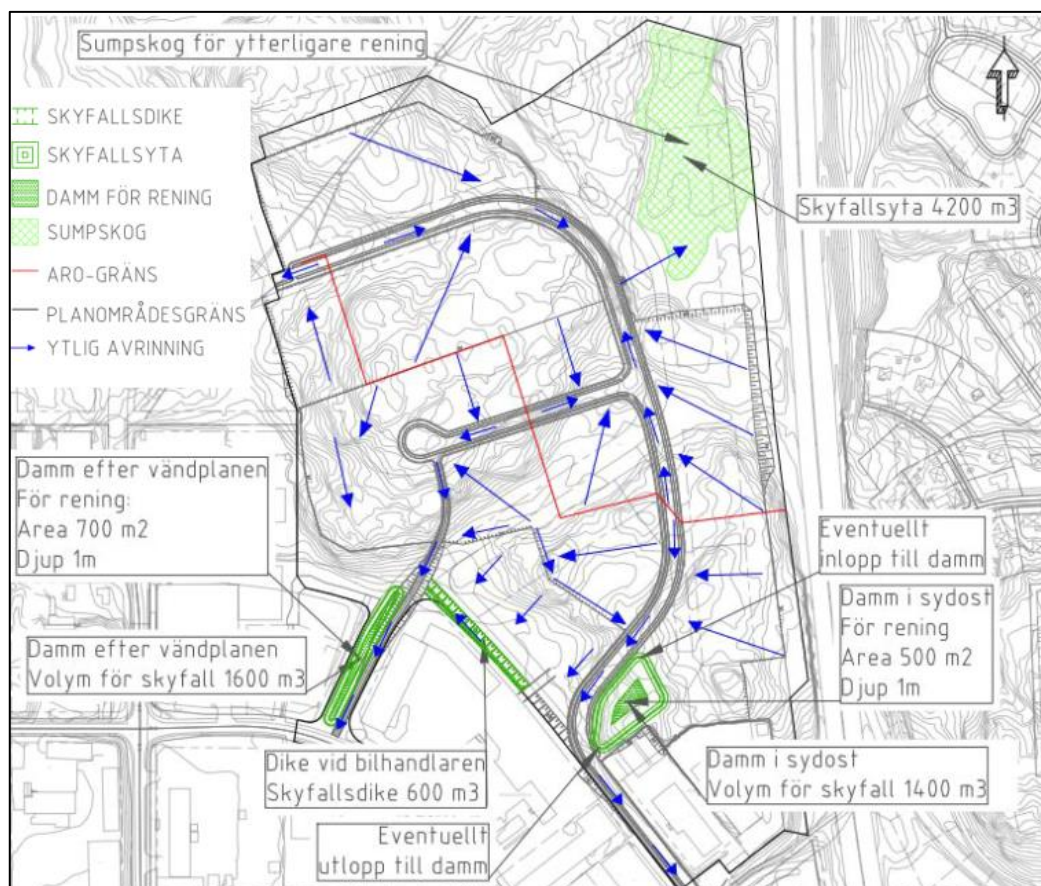 Sumpskog för ytterligare rening
SKYFALLSDIKE
SKYFALLSYTA
DAMM FÖR RENING
SUMPSKOG
ARO-GRÄNS
PLANOMRÅDESGRÄNS
YTLIG AVRINNING
Skyfallsyta 4200 m3
Damm efter vändplanen
För rening:
Area 700 m2
Djup 1m
Damm efter vändplanen
Volym för skyfall 1600 m3
Dike vid bilhandlaren
Skyfallsdike 600 m3
Eventuellt
utlopp till damm
Eventuellt
inlopp till damm
Damm i sydost
För rening
Area 500 m2
Djup 1m
Damm i sydost
Volym för skyfall 1400 m3